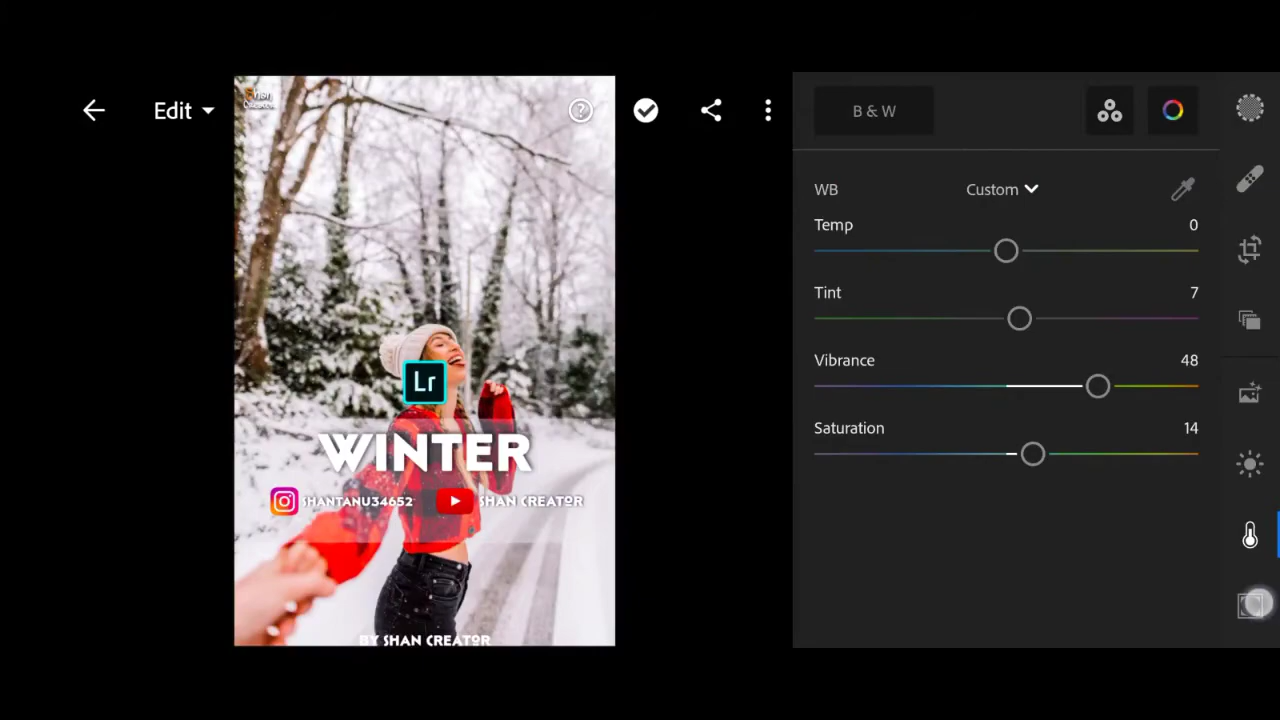 Edit
Shan
B & W
WB
Custom
Temp
0
Tint
7
Vibrance
48
Saturation
14
Lr
WINTER
SHANTANU34652
SHAN CREATOR
BY SHAN CREATOR